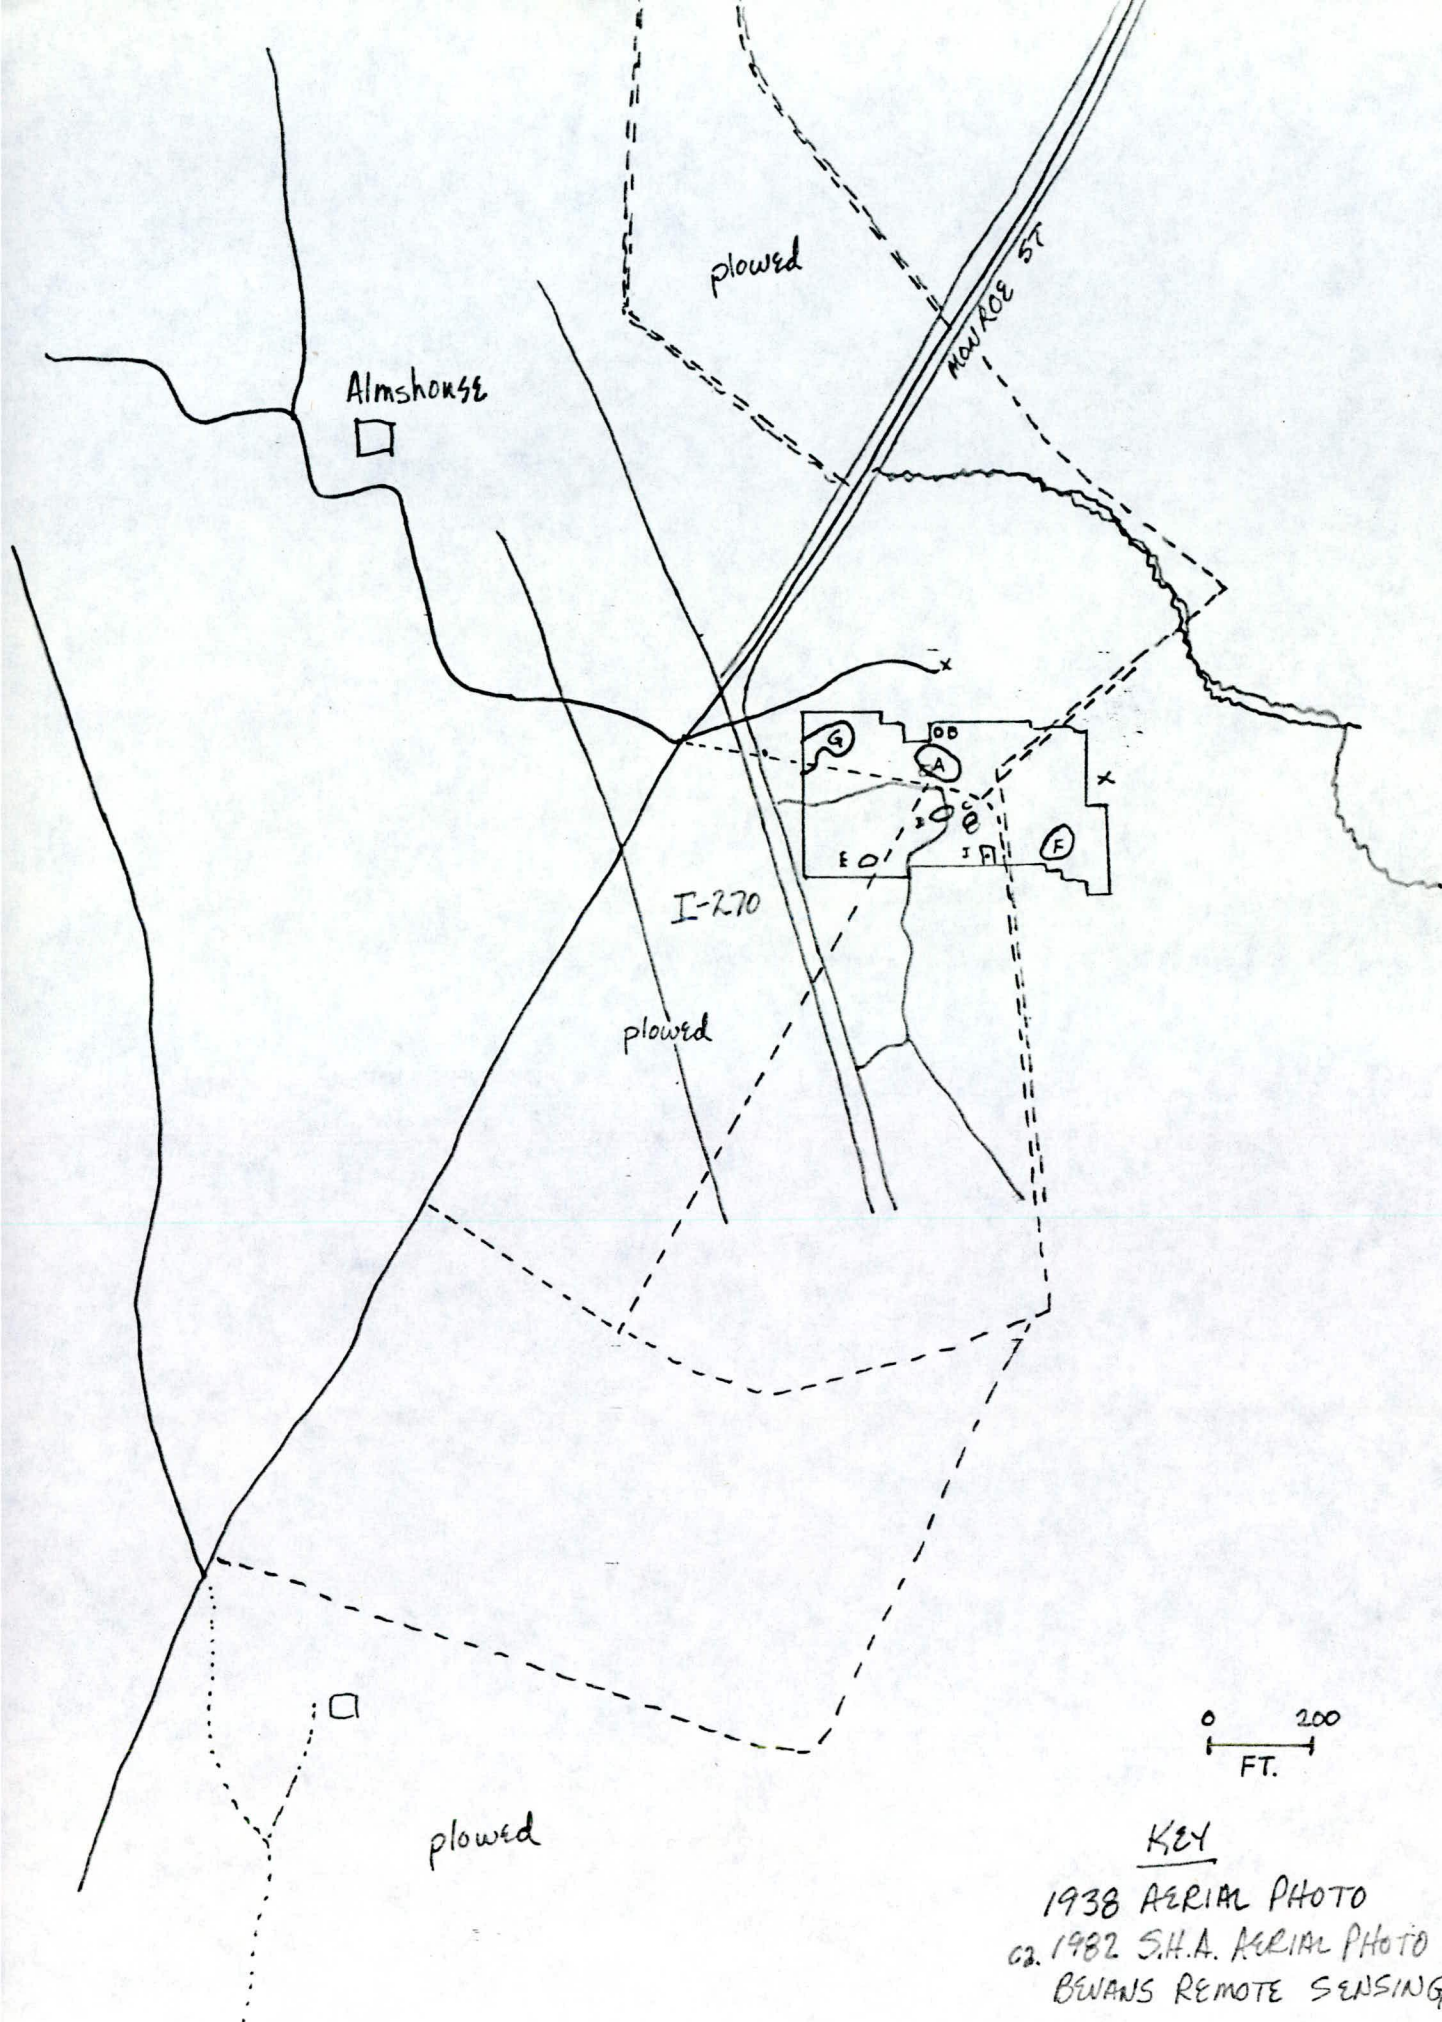 plowed
MONROE ST
Almshouse
G
A
B
C
E
I
F
I-270
plowed
0 200
FT.
plowed
KEY
1938 AERIAL PHOTO
ca. 1982 S.H.A. AERIAL PHOTO
BEVANS REMOTE SENSING